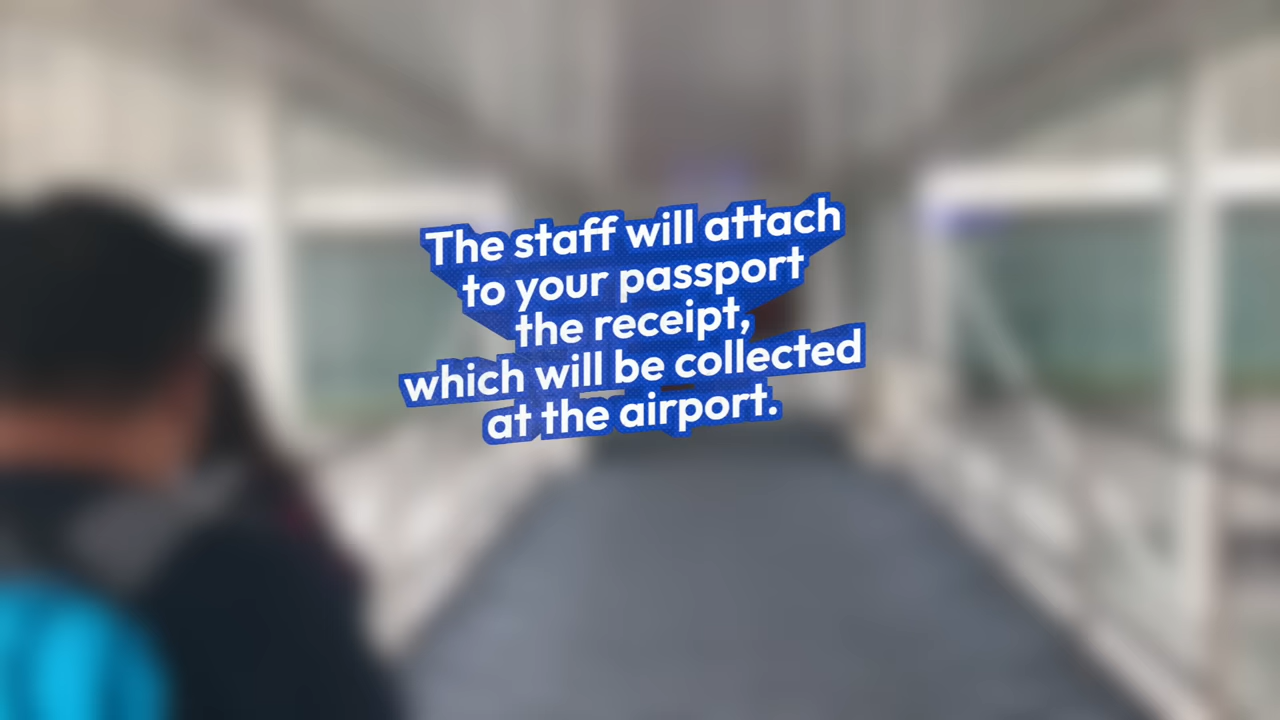 The staff will attach
to your passport
the receipt,
which will be collected
at the airport.